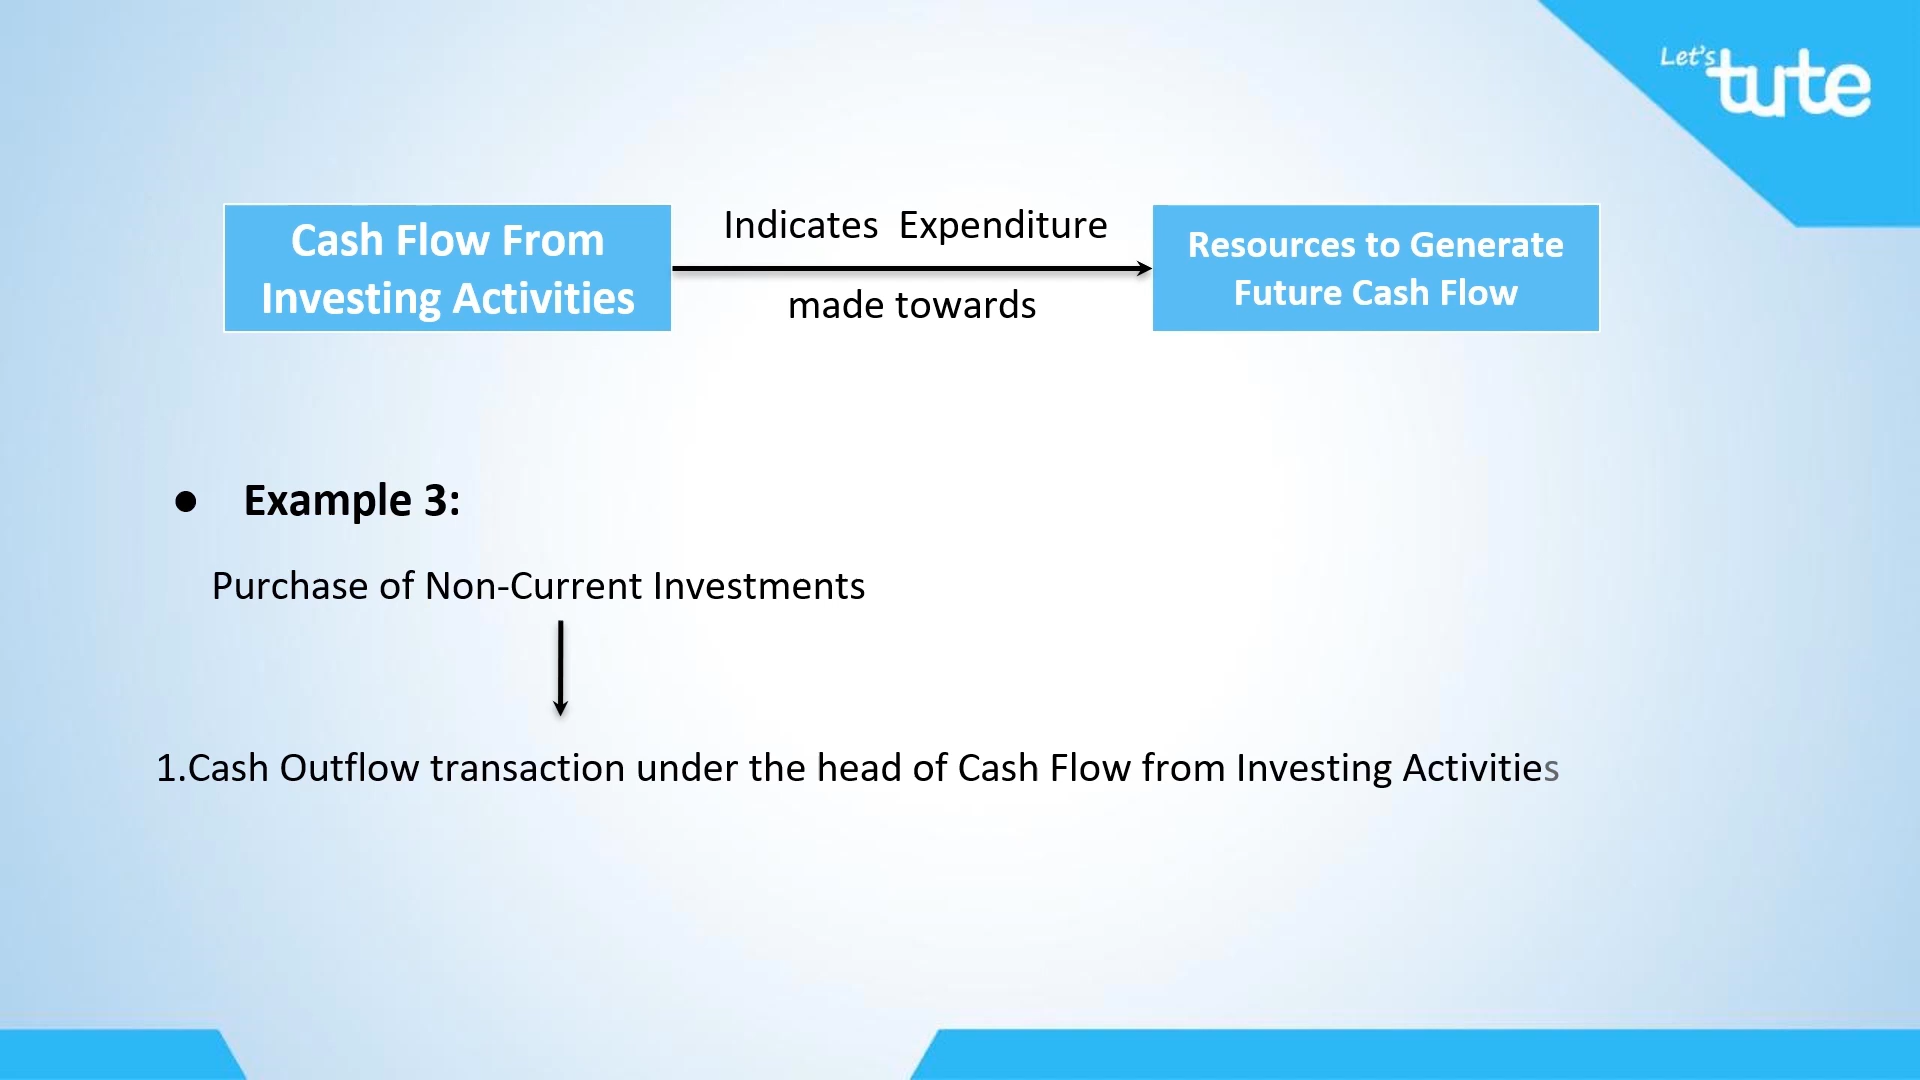 Let's tute
Cash Flow From
Investing Activities
Indicates  Expenditure
made towards
Resources to Generate
Future Cash Flow
● Example 3:
Purchase of Non-Current Investments
1.Cash Outflow transaction under the head of Cash Flow from Investing Activities